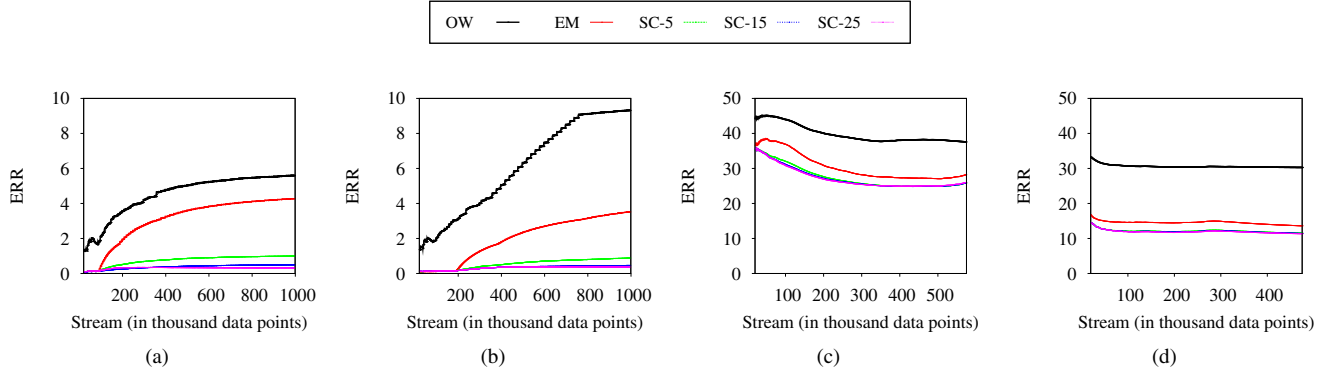 OW EM SC-5 SC-15 SC-25
10 10 50 50
8 8 40 40
6 6 30 30
4 4 20 20
2 2 10 10
0 0 0 0
ERR ERR ERR ERR
200 400 600 800 1000 200 400 600 800 1000 100 200 300 400 500 100 200 300 400
Stream (in thousand data points) Stream (in thousand data points) Stream (in thousand data points) Stream (in thousand data points)
(a) (b) (c) (d)